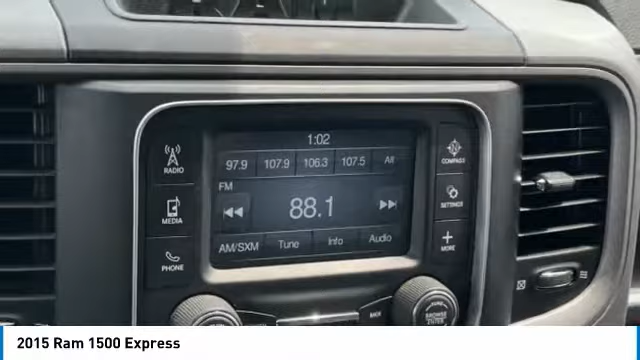 1:02
97.9 107.9 106.3 107.5 All
FM
88.1
AM/SXM Tune Info Audio
RADIO
MEDIA
PHONE
COMPASS
SETTINGS
MORE
BACK
BROWSE
ENTER
2015 Ram 1500 Express